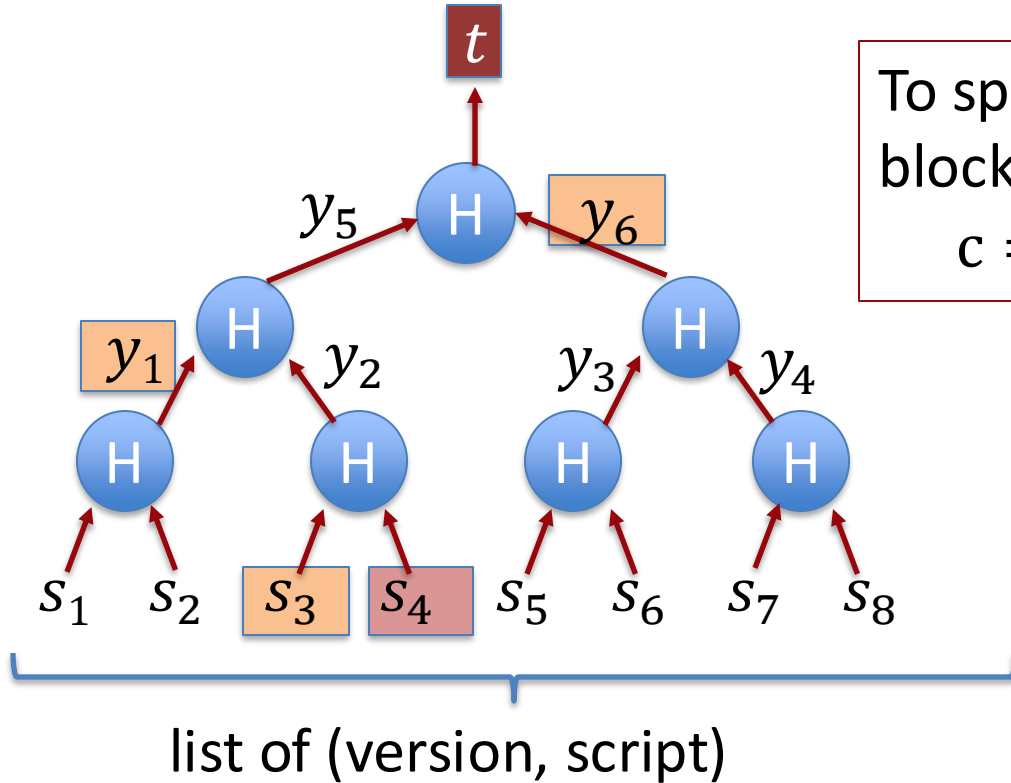 t
To sp
block
H
y₅
y₆
c =
H
H
y₁
y₂
y₃
y₄
H
H
H
H
s₁ s₂ s₃ s₄ s₅ s₆ s₇ s₈
list of (version, script)